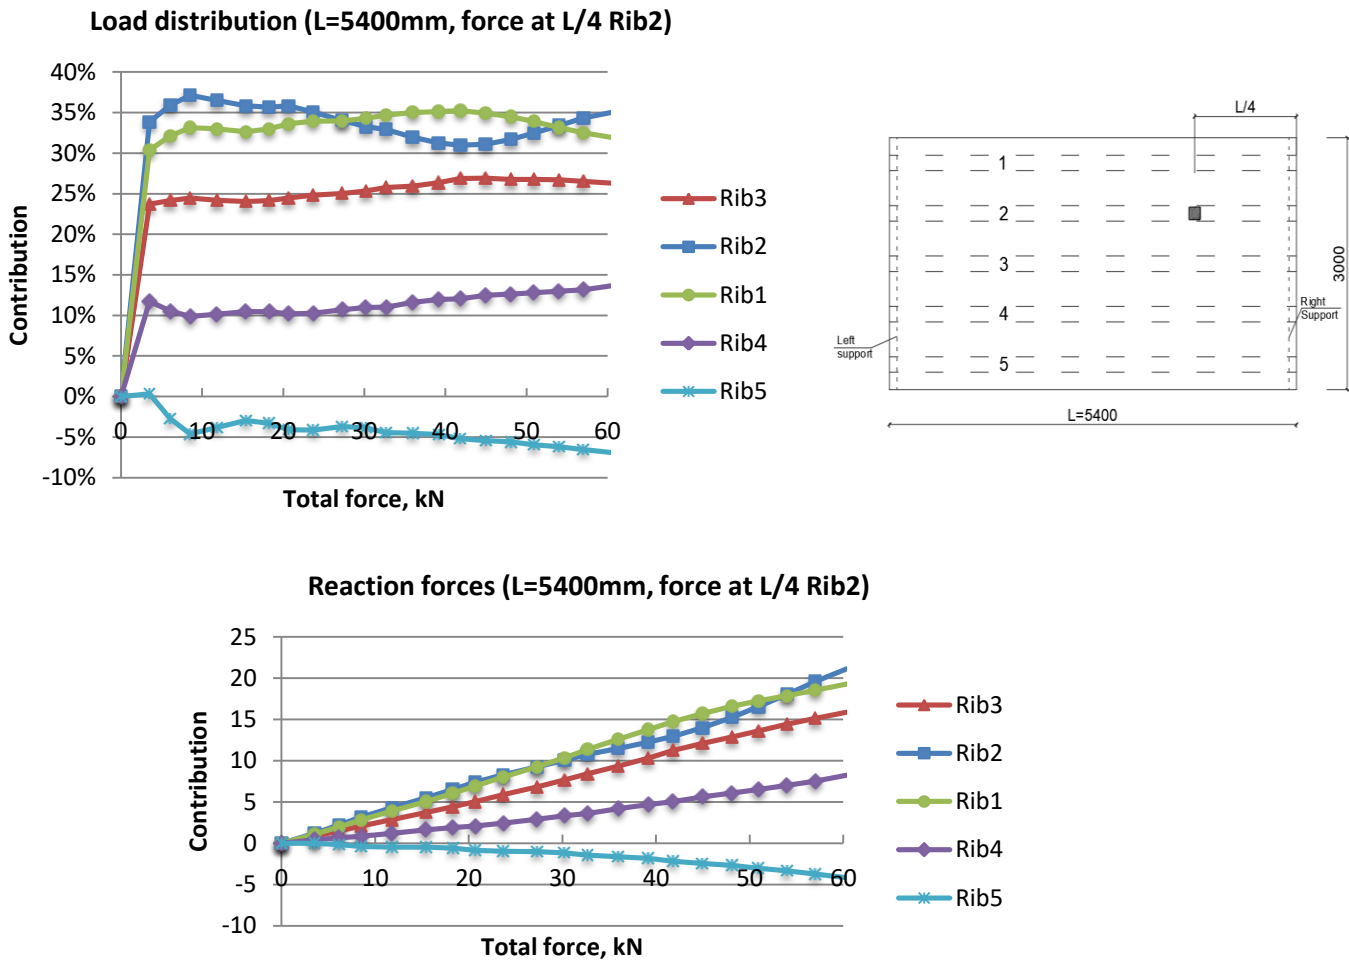 Load distribution (L=5400mm, force at L/4 Rib2)
40%
35%
30%
25%
20%
15%
10%
5%
0%
-5%
-10%
Contribution
0 10 20 30 40 50 60
Total force, kN
Rib3
Rib2
Rib1
Rib4
Rib5
L/4
1
2
3
4
5
3000
Left
support
Right
Support
L=5400
Reaction forces (L=5400mm, force at L/4 Rib2)
25
20
15
10
5
0
-5
-10
Contribution
0 10 20 30 40 50 60
Total force, kN
Rib3
Rib2
Rib1
Rib4
Rib5